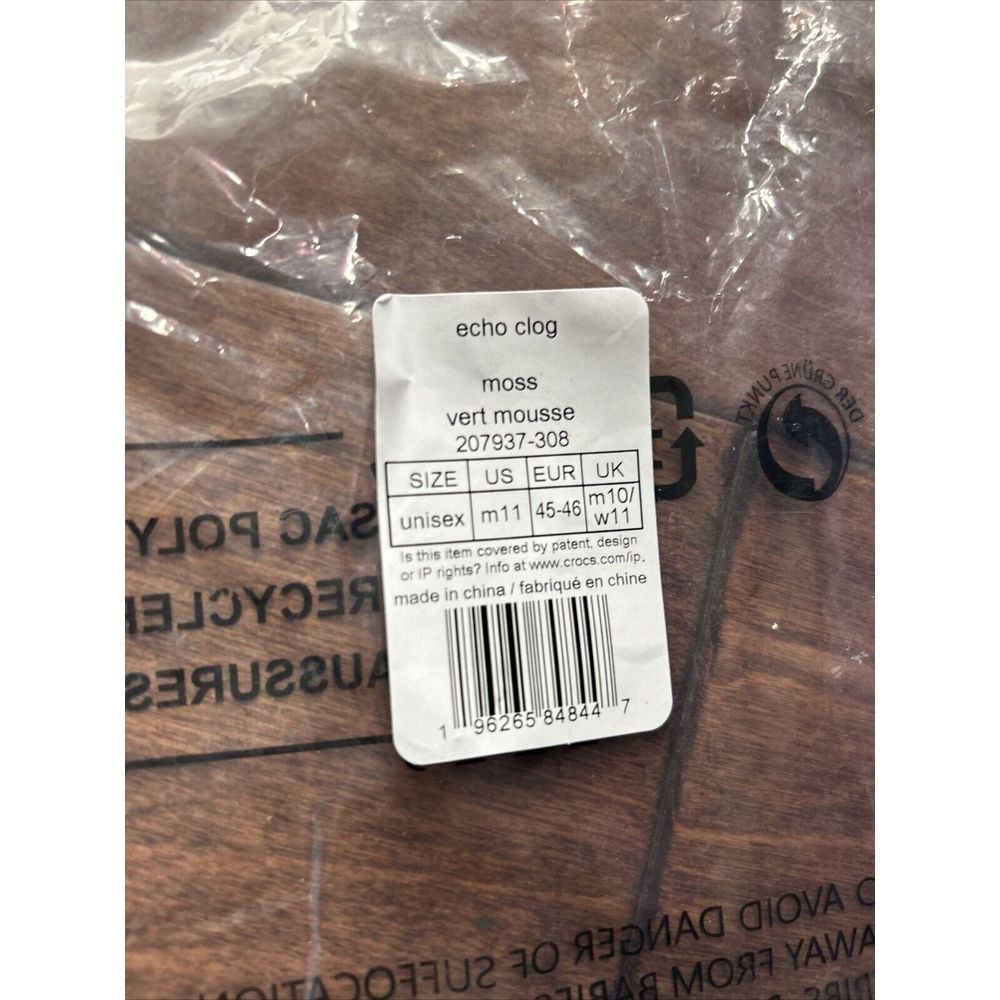 echo clog
moss
vert mousse
207937-308
SIZE US EUR UK
unisex m11 45-46 m10/w11
Is this item covered by patent, design
or IP rights? Info at www.crocs.com/ip.
made in china / fabriqué en chine
1 96265 84844 7
DER GRÜNE PUNKT
SAC POLY
RECYCLE
AUSSURES
O AVOID DANGER OF SUFFOCATION
AWAY FROM BABIES